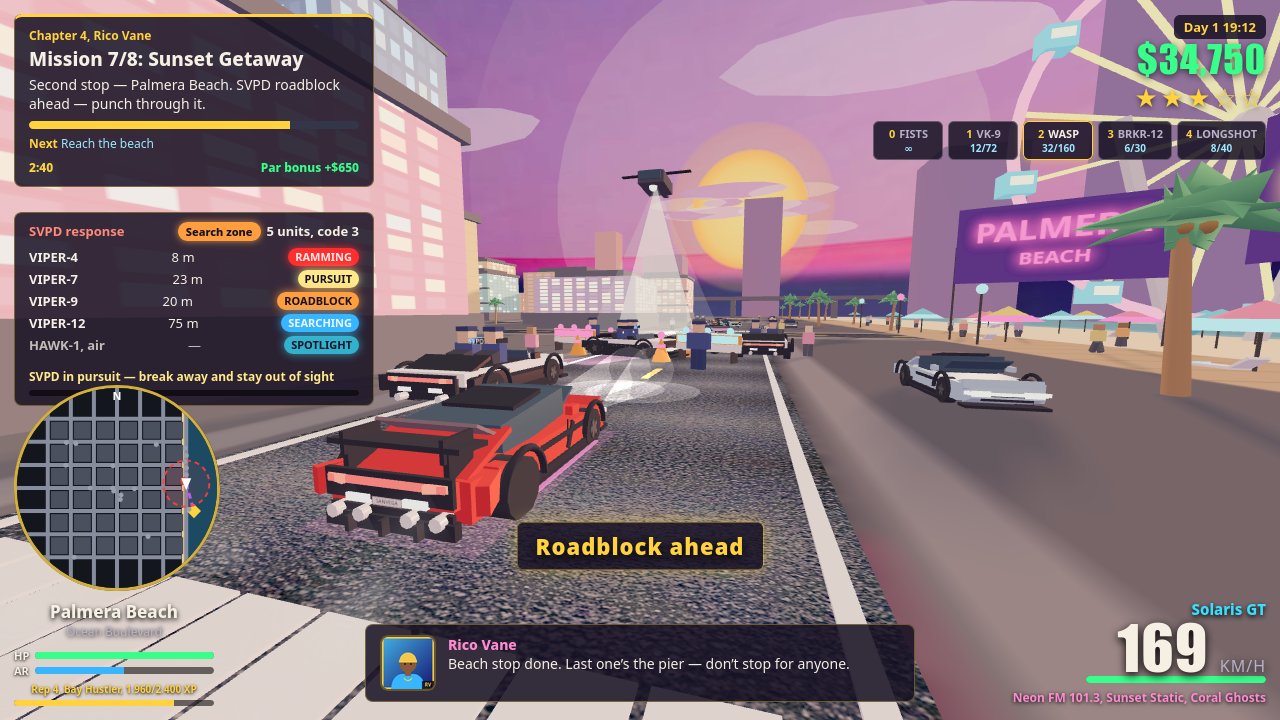 Chapter 4, Rico Vane
Mission 7/8: Sunset Getaway
Second stop — Palmera Beach. SVPD roadblock
ahead — punch through it.
Next Reach the beach
2:40 Par bonus +$650
SVPD response Search zone 5 units, code 3
VIPER-4 8 m RAMMING
VIPER-7 23 m PURSUIT
VIPER-9 20 m ROADBLOCK
VIPER-12 75 m SEARCHING
HAWK-1, air — SPOTLIGHT
SVPD in pursuit — break away and stay out of sight
N
Palmera Beach
Ocean Boulevard
HP
AR
Rep 4, Bay Hustler, 1 960/2 400 XP
Day 1 19:12
$34,750
0 FISTS
∞
1 VK-9
12/72
2 WASP
32/160
3 BRKR-12
6/30
4 LONGSHOT
8/40
BEACH
Roadblock ahead
Rico Vane
Beach stop done. Last one's the pier — don't stop for anyone.
RV
Solaris GT
169 KM/H
Neon FM 101.3, Sunset Static, Coral Ghosts